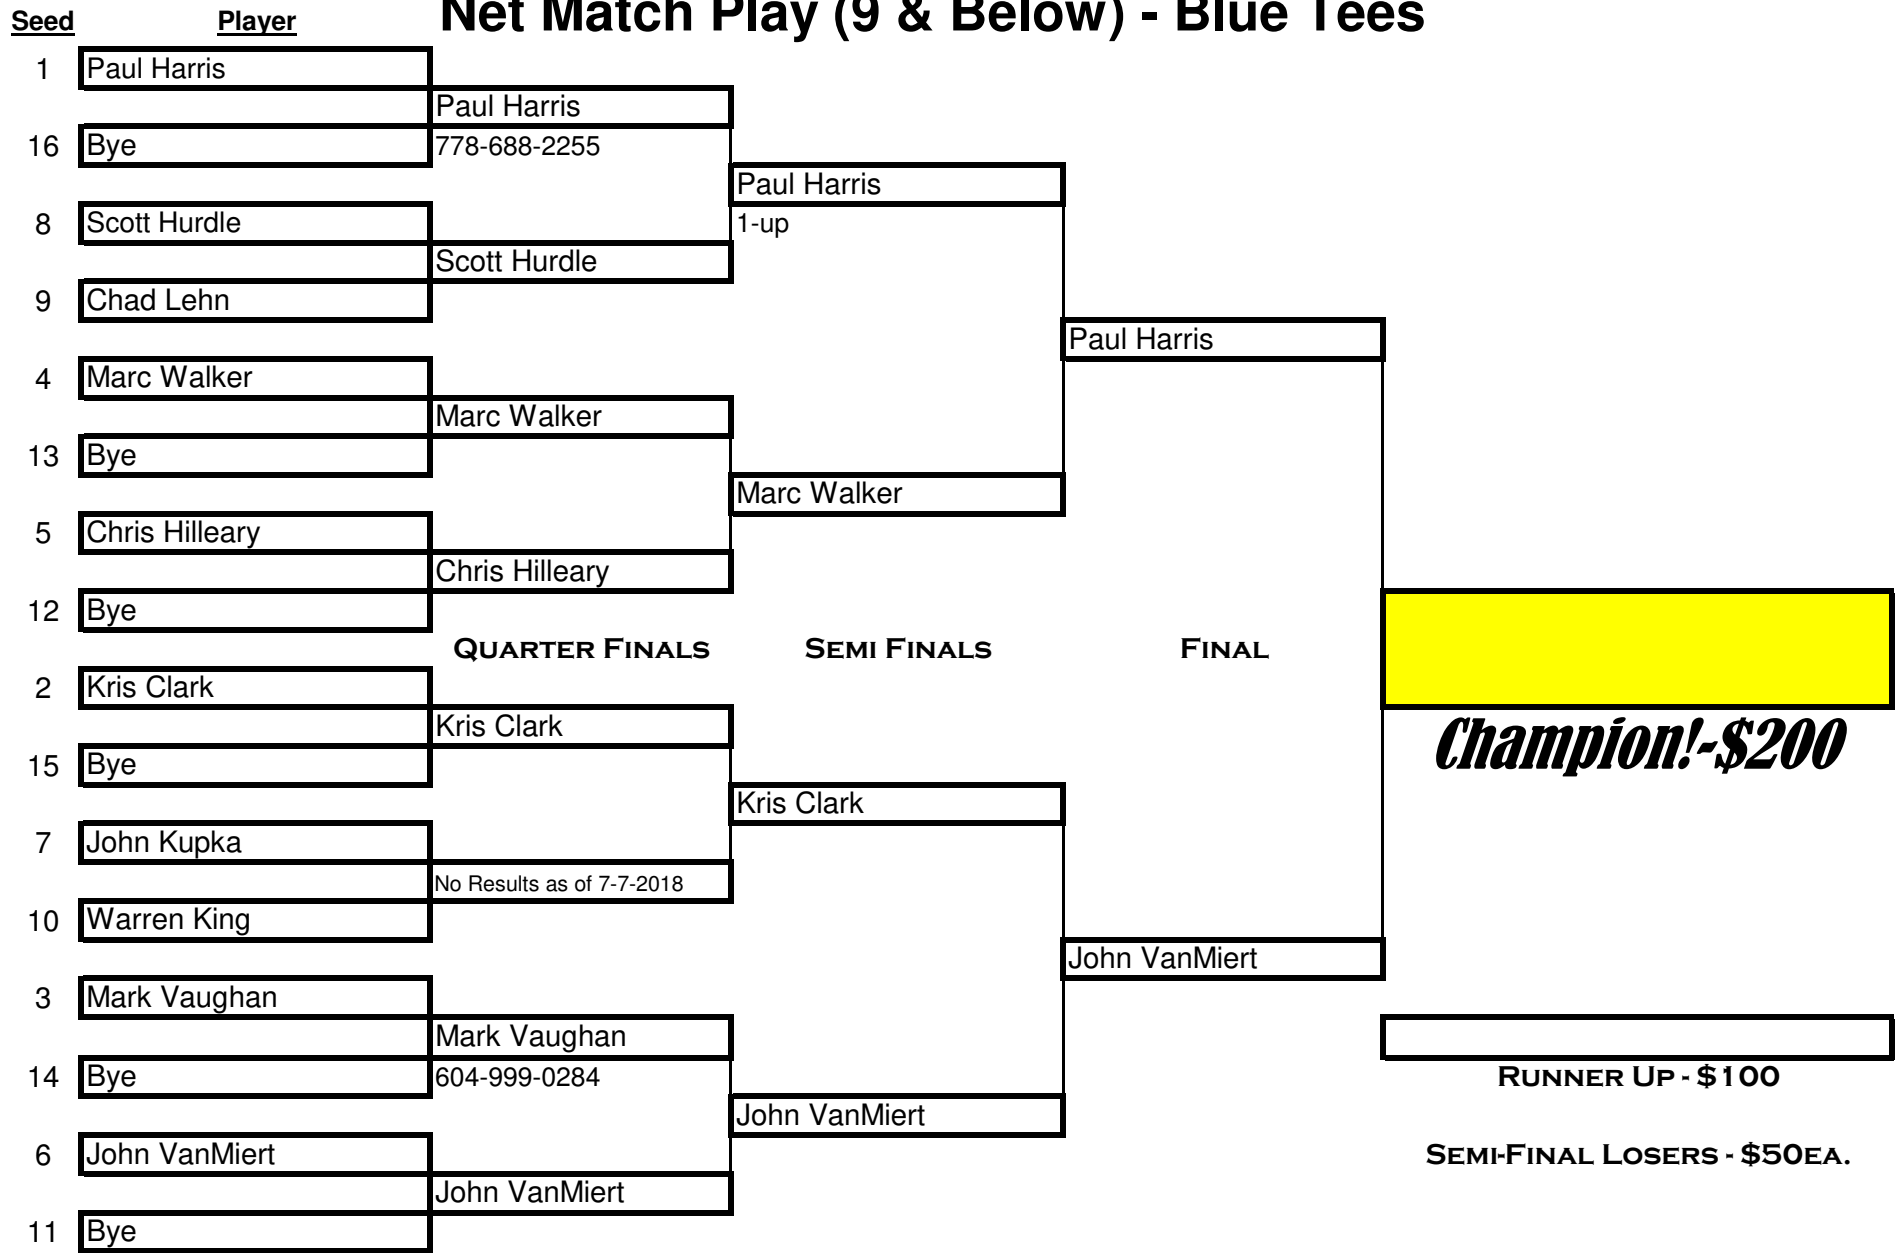 Net Match Play (9 & Below) - Blue Tees
Seed Player
1 Paul Harris
Paul Harris
16 Bye 778-688-2255
Paul Harris
8 Scott Hurdle 1-up
Scott Hurdle
9 Chad Lehn
Paul Harris
4 Marc Walker
Marc Walker
13 Bye
Marc Walker
5 Chris Hilleary
Chris Hilleary
12 Bye
QUARTER FINALS SEMI FINALS FINAL
2 Kris Clark
Kris Clark
Champion!-$200
15 Bye
Kris Clark
7 John Kupka
No Results as of 7-7-2018
10 Warren King
John VanMiert
3 Mark Vaughan
Mark Vaughan
14 Bye 604-999-0284 RUNNER UP - $100
John VanMiert
6 John VanMiert SEMI-FINAL LOSERS - $50EA.
John VanMiert
11 Bye